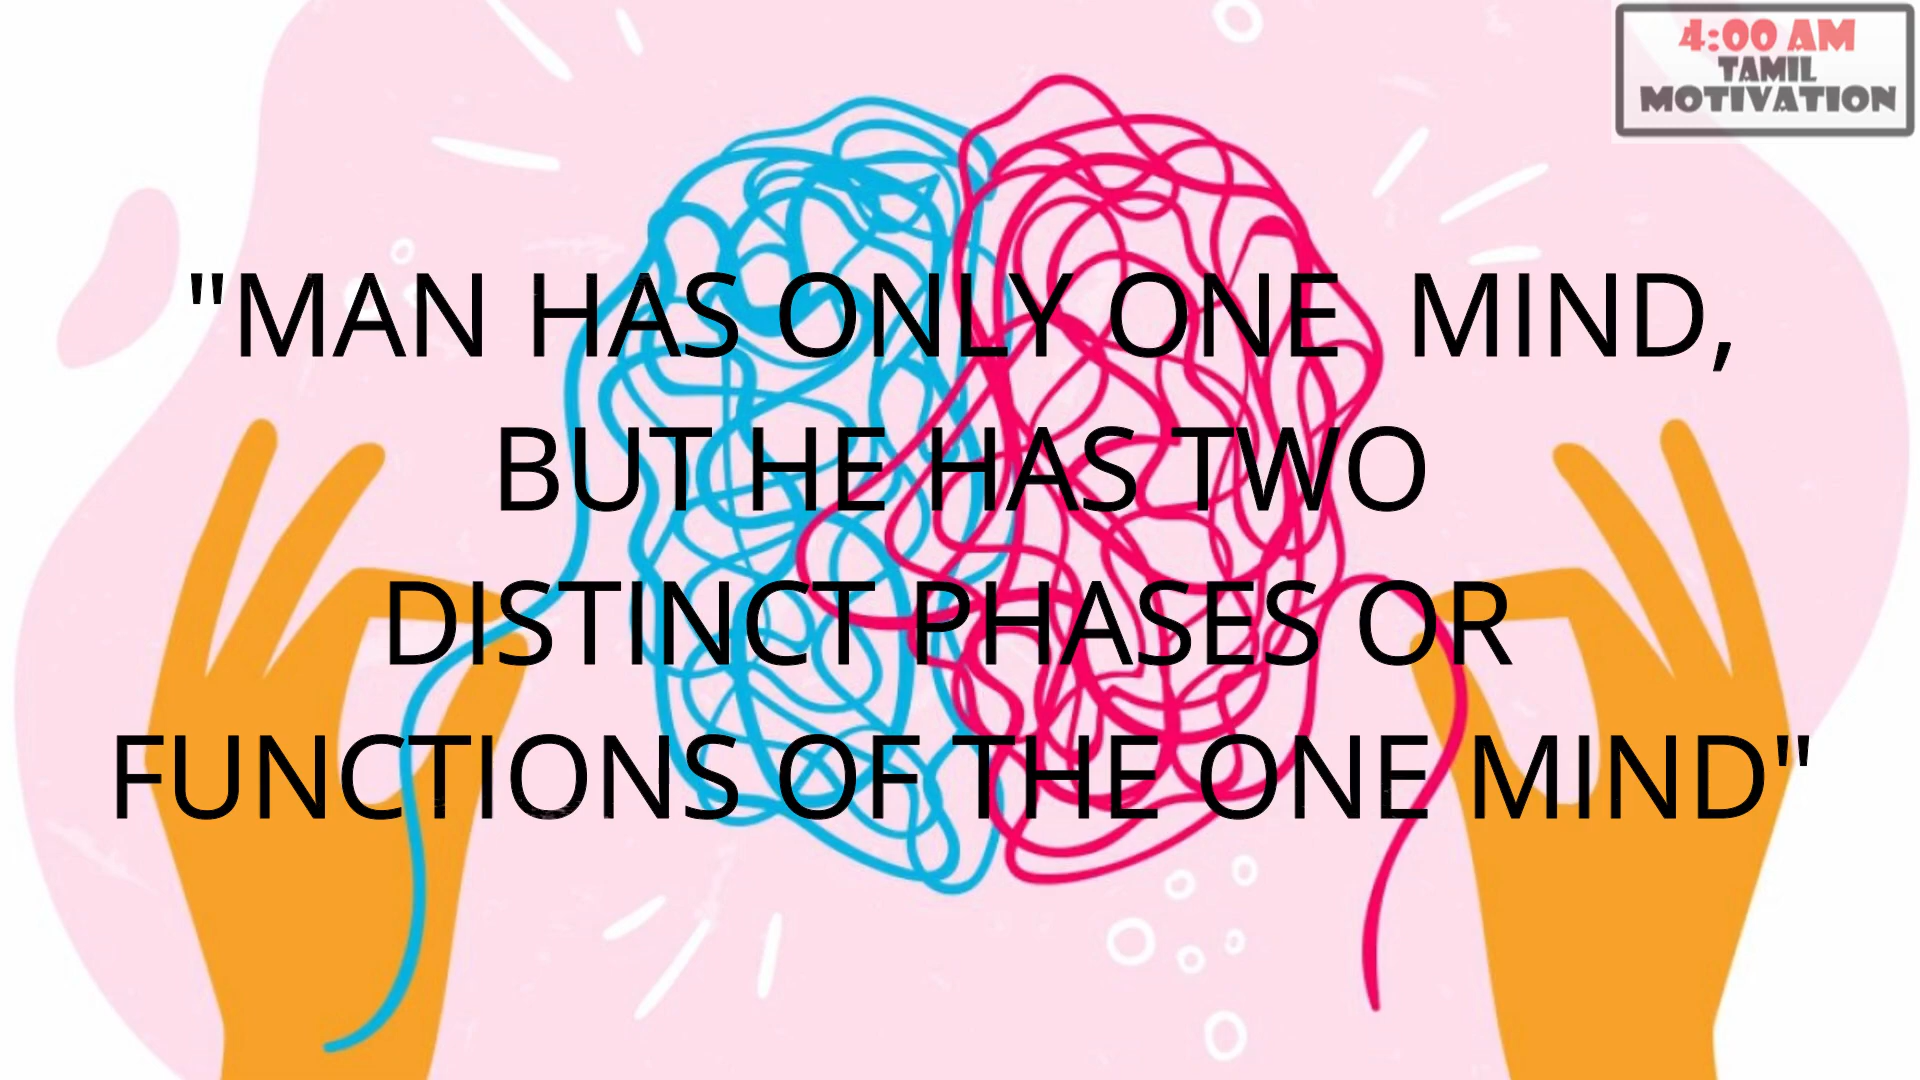 4:00 AM
TAMIL
MOTIVATION
"MAN HAS ONLY ONE  MIND,
BUT HE HAS TWO
DISTINCT PHASES OR
FUNCTIONS OF THE ONE MIND"